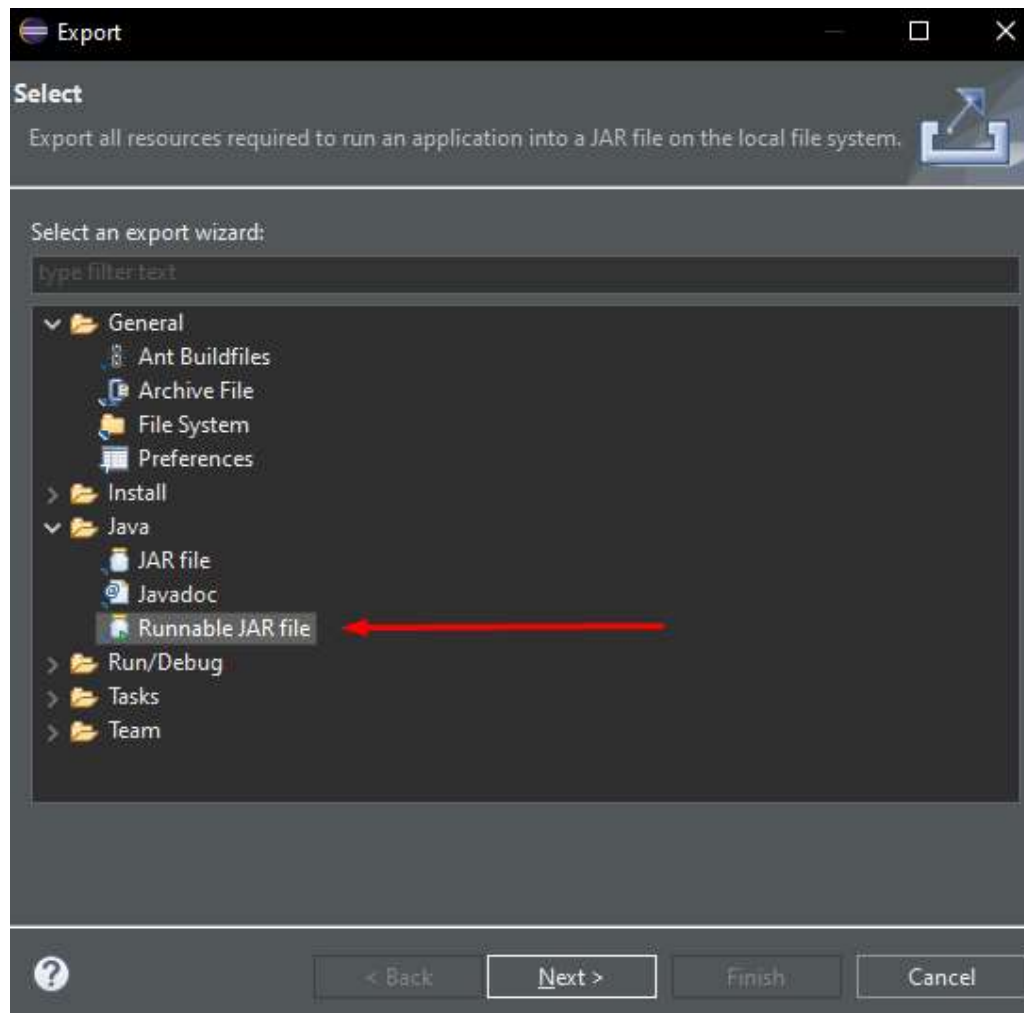 Export
Select
Export all resources required to run an application into a JAR file on the local file system.
Select an export wizard:
type filter text
General
Ant Buildfiles
Archive File
File System
Preferences
Install
Java
JAR file
Javadoc
Runnable JAR file
Run/Debug
Tasks
Team
? < Back Next > Finish Cancel